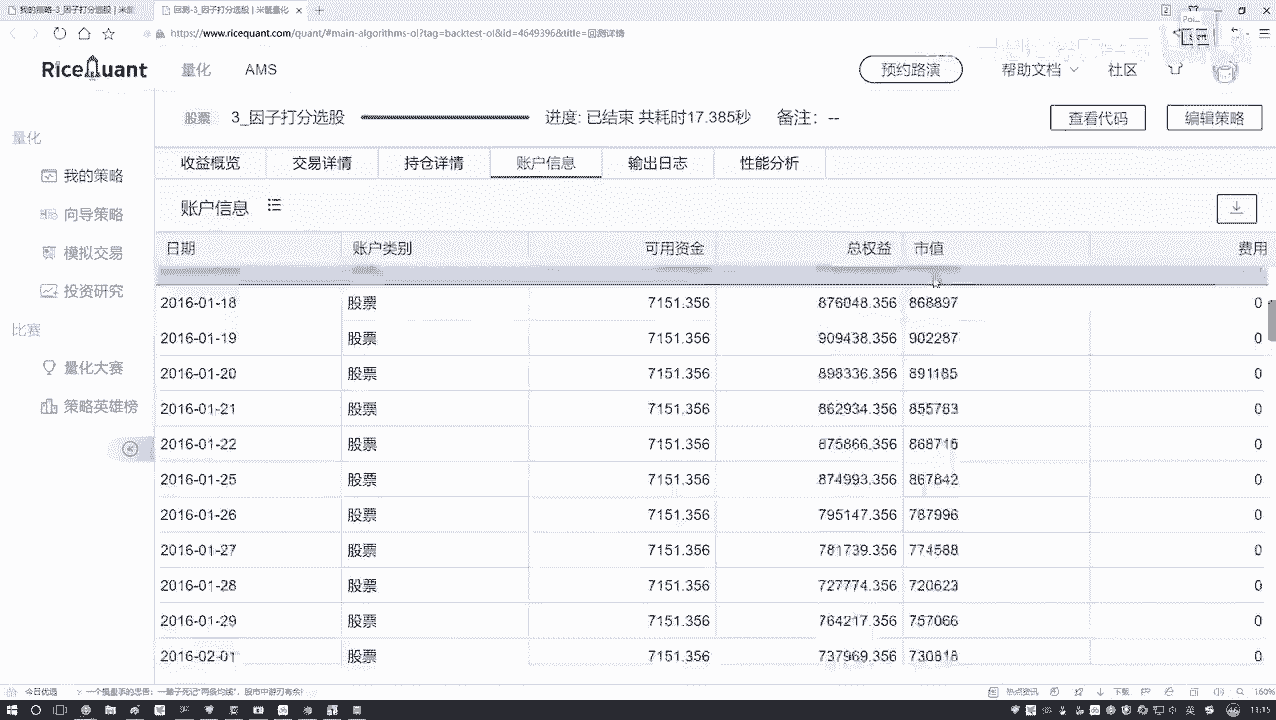 我的策略-3_因子打分选股 | 米筐
回测-3_因子打分选股 | 米筐量化
https://www.ricequant.com/quant/#main-algorithms-ol?tag=backtest-ol&id=4649396&title=回测详情
RiceQuant 量化 AMS 预约路演 帮助文档 社区
股票 3_因子打分选股 进度: 已结束 共耗时17.385秒 备注: -- 查看代码 编辑策略
量化
我的策略
向导策略
模拟交易
投资研究
比赛
量化大赛
策略英雄榜
收益概览 交易详情 持仓详情 账户信息 输出日志 性能分析
账户信息
日期 账户类别 可用资金 总权益 市值 费用
2016-01-18 股票 7151.356 876048.356 868897 0
2016-01-19 股票 7151.356 909438.356 902287 0
2016-01-20 股票 7151.356 898336.356 891185 0
2016-01-21 股票 7151.356 862934.356 855783 0
2016-01-22 股票 7151.356 875866.356 868715 0
2016-01-25 股票 7151.356 874993.356 867842 0
2016-01-26 股票 7151.356 795147.356 787996 0
2016-01-27 股票 7151.356 781739.356 774588 0
2016-01-28 股票 7151.356 727774.356 720623 0
2016-01-29 股票 7151.356 764217.356 757066 0
2016-02-01 股票 7151.356 737969.356 730818 0
今日优选 一个操盘手的忠告：一辈子死记"两条均线"，股市中游刃有余! 热点资讯 下载 160%
11:15